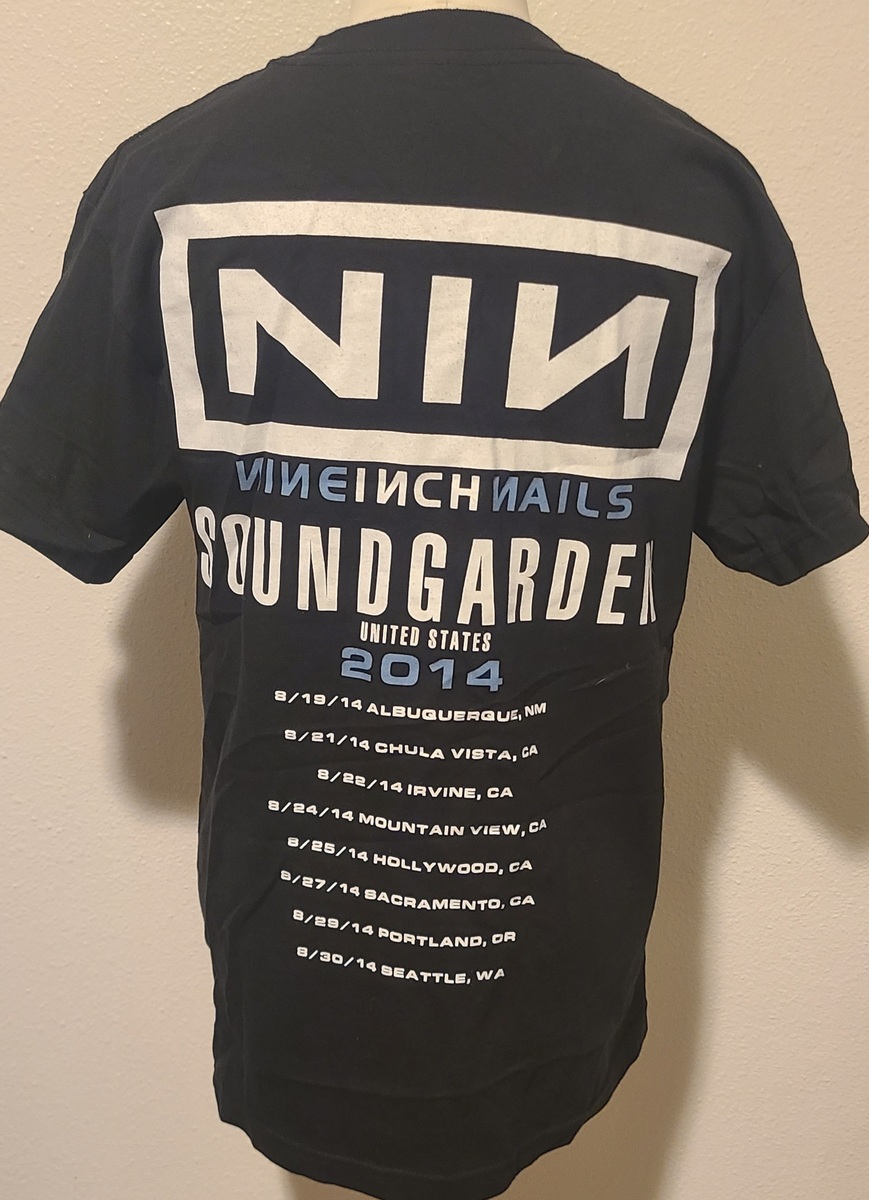 NIN
NINE INCH NAILS
SOUNDGARDEN
UNITED STATES
2014
8/19/14 ALBUQUERQUE, NM
8/21/14 CHULA VISTA, CA
8/22/14 IRVINE, CA
8/24/14 MOUNTAIN VIEW, CA
8/25/14 HOLLYWOOD, CA
8/27/14 SACRAMENTO, CA
8/29/14 PORTLAND, OR
8/30/14 SEATTLE, WA